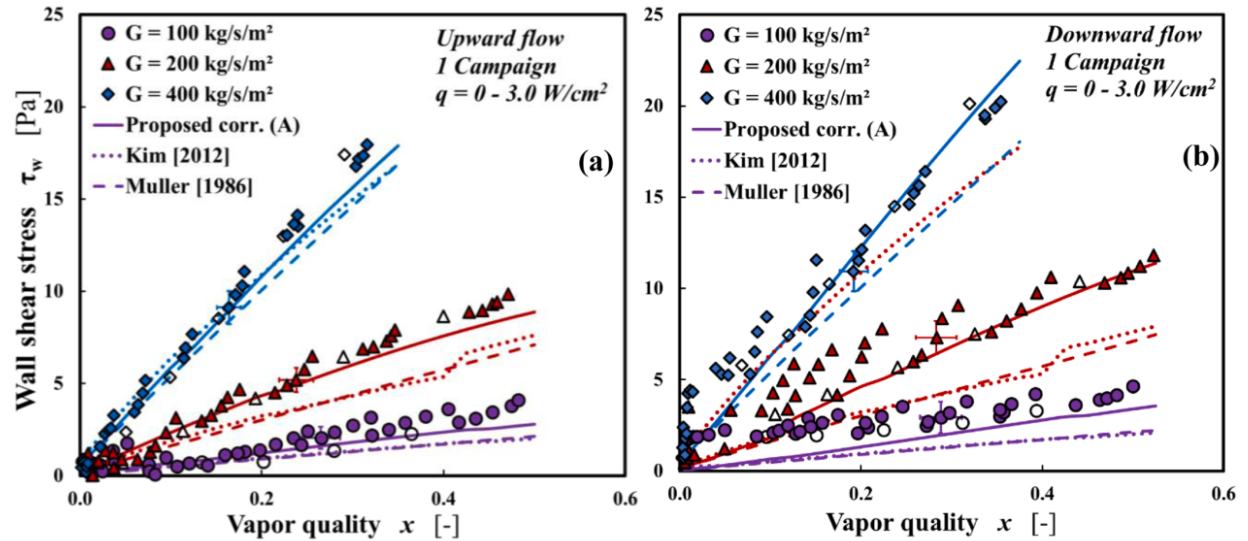 25
20
15
10
5
0
Wall shear stress τw [Pa]
G = 100 kg/s/m²
G = 200 kg/s/m²
G = 400 kg/s/m²
Proposed corr. (A)
Kim [2012]
Muller [1986]
Upward flow
1 Campaign
q = 0 - 3.0 W/cm²
(a)
0.0 0.2 0.4 0.6
Vapor quality x [-]
25
20
15
10
5
0
G = 100 kg/s/m²
G = 200 kg/s/m²
G = 400 kg/s/m²
Proposed corr. (A)
Kim [2012]
Muller [1986]
Downward flow
1 Campaign
q = 0 - 3.0 W/cm²
(b)
0.0 0.2 0.4 0.6
Vapor quality x [-]